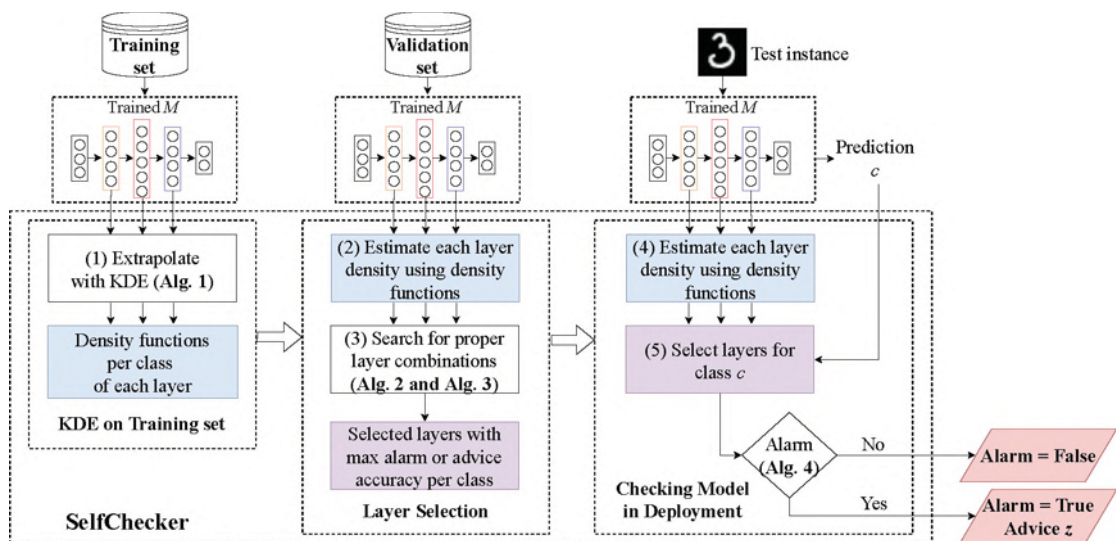 Training
set
Trained M
(1) Extrapolate
with KDE (Alg. 1)
Density functions
per class
of each layer
KDE on Training set
SelfChecker
Validation
set
Trained M
(2) Estimate each layer
density using density
functions
(3) Search for proper
layer combinations
(Alg. 2 and Alg. 3)
Selected layers with
max alarm or advice
accuracy per class
Layer Selection
3
Test instance
Trained M
Prediction
c
(4) Estimate each layer
density using density
functions
(5) Select layers for
class c
Alarm
(Alg. 4)
No
Yes
Checking Model
in Deployment
Alarm = False
Alarm = True
Advice z